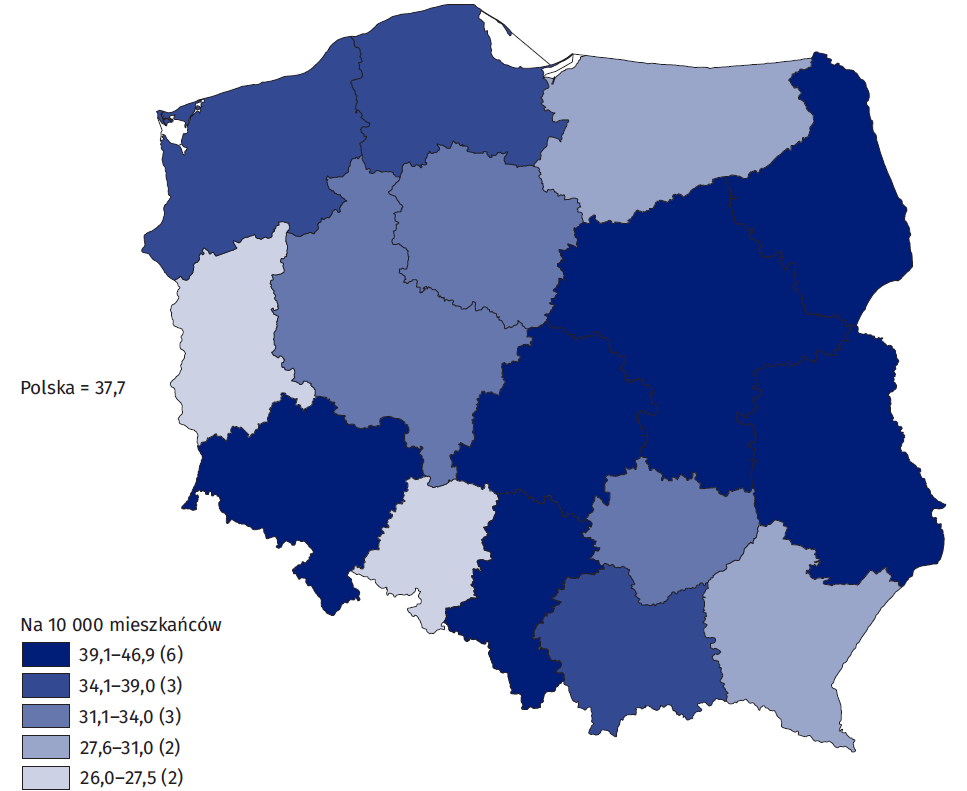 Polska = 37,7
Na 10 000 mieszkańców
39,1–46,9 (6)
34,1–39,0 (3)
31,1–34,0 (3)
27,6–31,0 (2)
26,0–27,5 (2)